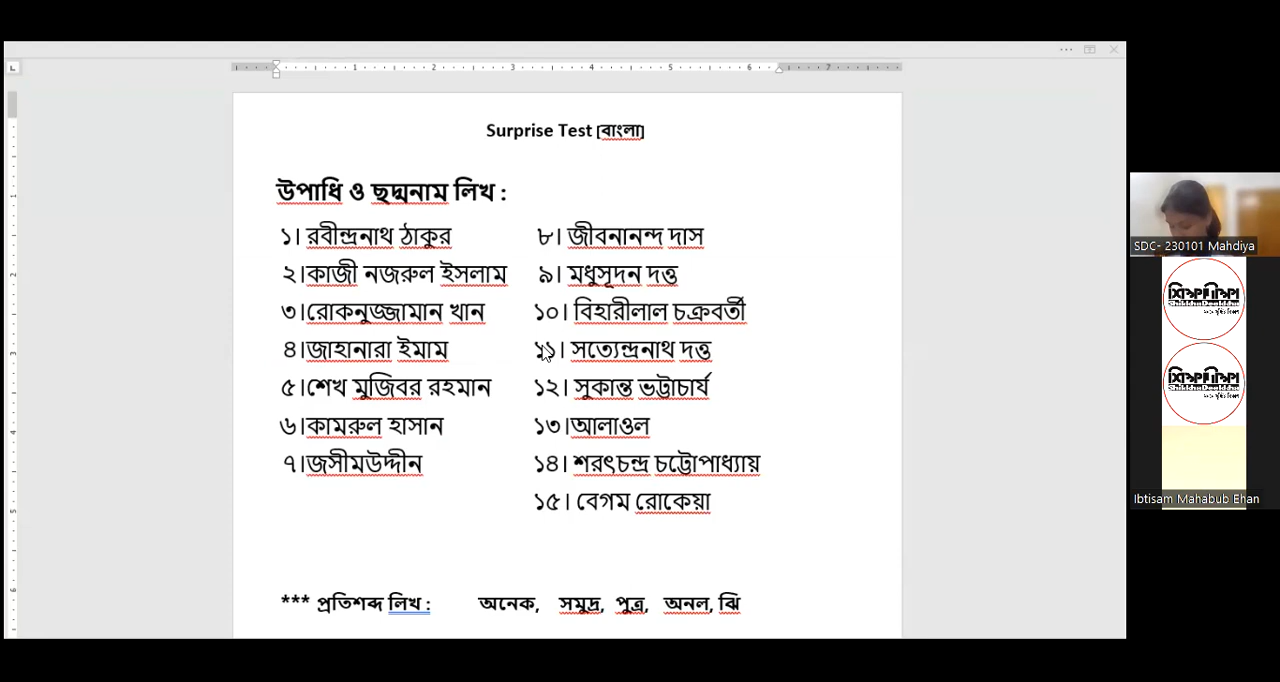 Surprise Test [বাংলা]
উপাধি ও ছদ্মনাম লিখ :
১। রবীন্দ্রনাথ ঠাকুর
২।কাজী নজরুল ইসলাম
৩।রোকনুজ্জামান খান
৪।জাহানারা ইমাম
৫।শেখ মুজিবর রহমান
৬।কামরুল হাসান
৭।জসীমউদ্দীন
৮। জীবনানন্দ দাস
৯। মধুসূদন দত্ত
১০। বিহারীলাল চক্রবর্তী
১১। সত্যেন্দ্রনাথ দত্ত
১২। সুকান্ত ভট্টাচার্য
১৩।আলাওল
১৪। শরৎচন্দ্র চট্টোপাধ্যায়
১৫। বেগম রোকেয়া
*** প্রতিশব্দ লিখ : অনেক, সমুদ্র, পুত্র, অনল, ঝি
SDC- 230101 Mahdiya
Ibtisam Mahabub Ehan